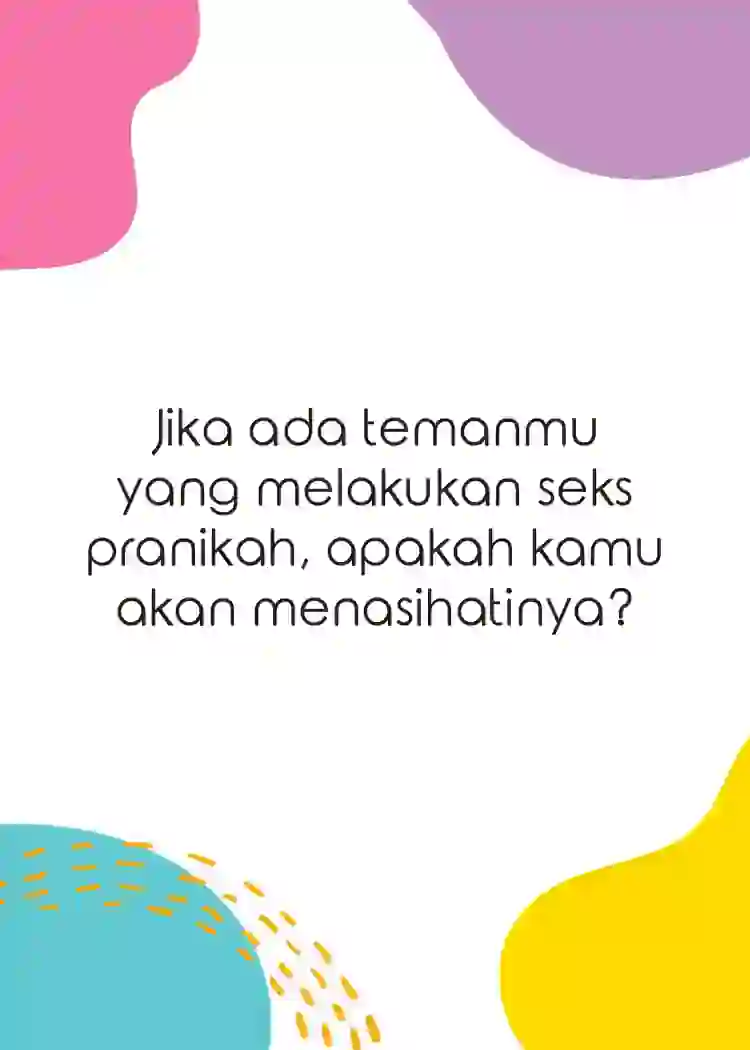 Jika ada temanmu
yang melakukan seks
pranikah, apakah kamu
akan menasihatinya?